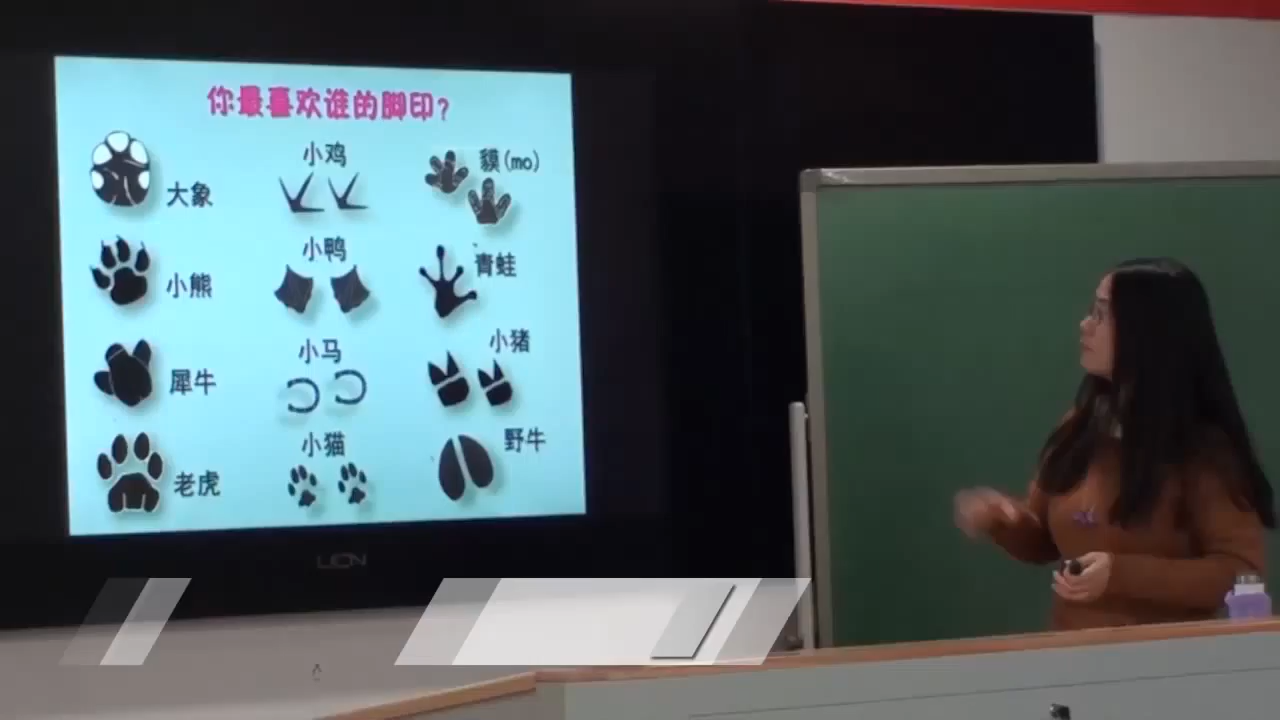 你最喜欢谁的脚印?
大象
小鸡
貘(mo)
小熊
小鸭
青蛙
犀牛
小马
小猪
老虎
小猫
野牛